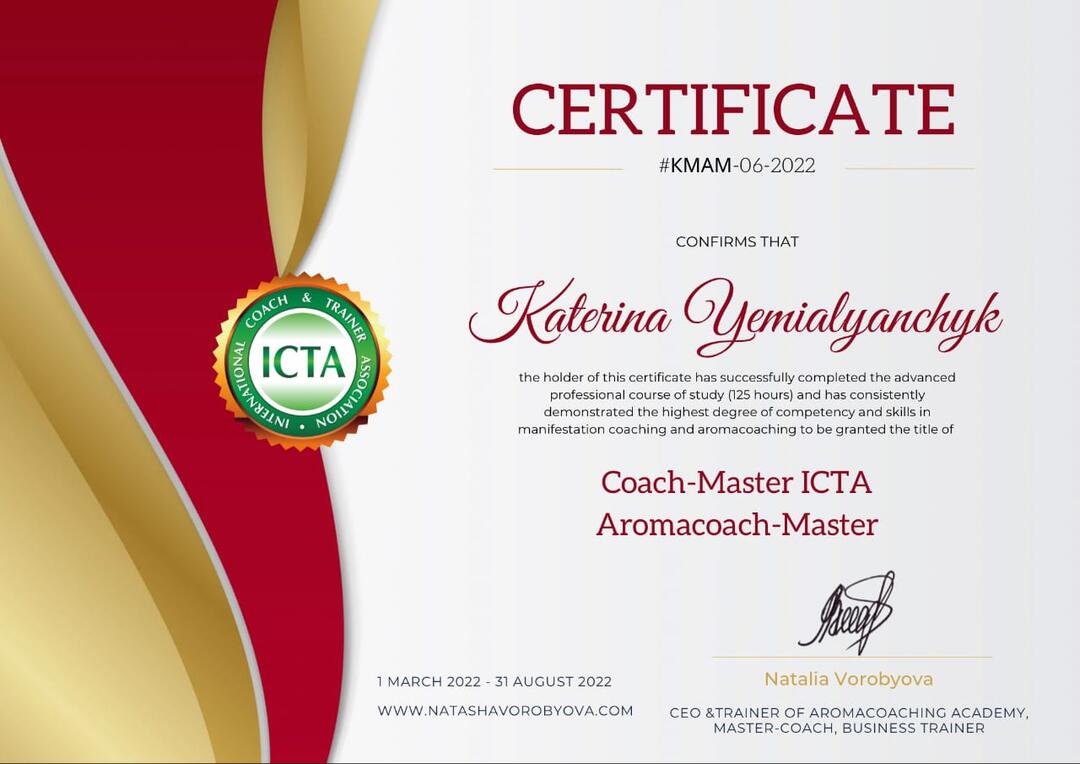 CERTIFICATE
#KMAM-06-2022
CONFIRMS THAT
Katerina Yemialyanchyk
INTERNATIONAL COACH & TRAINER ASSOCIATION •
ICTA
the holder of this certificate has successfully completed the advanced
professional course of study (125 hours) and has consistently
demonstrated the highest degree of competency and skills in
manifestation coaching and aromacoaching to be granted the title of
Coach-Master ICTA
Aromacoach-Master
Natalia Vorobyova
1 MARCH 2022 - 31 AUGUST 2022
WWW.NATASHAVOROBYOVA.COM
CEO &TRAINER OF AROMACOACHING ACADEMY,
MASTER-COACH, BUSINESS TRAINER